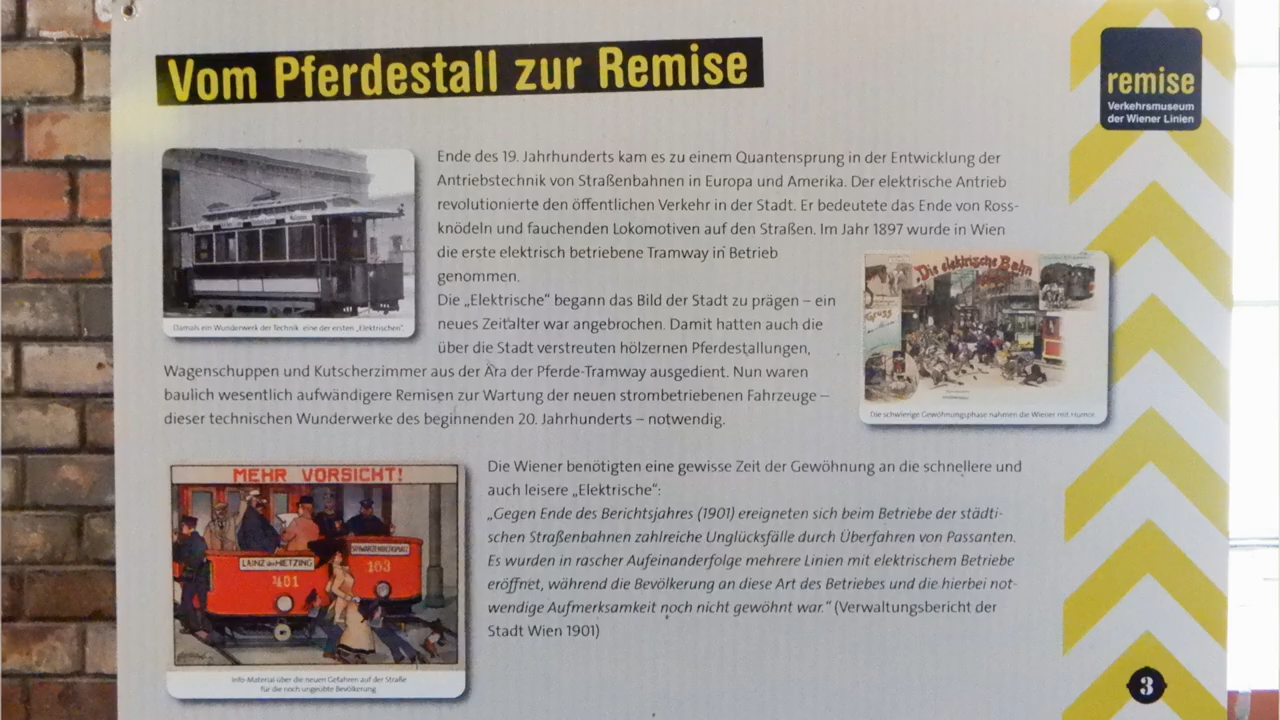 Vom Pferdestall zur Remise
remise
Verkehrsmuseum
der Wiener Linien
Ende des 19. Jahrhunderts kam es zu einem Quantensprung in der Entwicklung der
Antriebstechnik von Straßenbahnen in Europa und Amerika. Der elektrische Antrieb
revolutionierte den öffentlichen Verkehr in der Stadt. Er bedeutete das Ende von Ross-
knödeln und fauchenden Lokomotiven auf den Straßen. Im Jahr 1897 wurde in Wien
die erste elektrisch betriebene Tramway in Betrieb
genommen.
Die „Elektrische“ begann das Bild der Stadt zu prägen – ein
neues Zeitalter war angebrochen. Damit hatten auch die
über die Stadt verstreuten hölzernen Pferdestallungen,
Wagenschuppen und Kutscherzimmer aus der Ära der Pferde-Tramway ausgedient. Nun waren
baulich wesentlich aufwändigere Remisen zur Wartung der neuen strombetriebenen Fahrzeuge –
dieser technischen Wunderwerke des beginnenden 20. Jahrhunderts – notwendig.
Damals ein Wunderwerk der Technik: eine der ersten „Elektrischen“
Die elektrische Bahn
Gruss
Die schwierige Gewöhnungsphase nahmen die Wiener mit Humor
MEHR VORSICHT!
LAINZ HIETZING
SCHWARZENBERGPLATZ
103
Info-Material über die neuen Gefahren auf der Straße
für die noch ungeübte Bevölkerung
Die Wiener benötigten eine gewisse Zeit der Gewöhnung an die schnellere und
auch leisere „Elektrische“:
„Gegen Ende des Berichtsjahres (1901) ereigneten sich beim Betriebe der städti-
schen Straßenbahnen zahlreiche Unglücksfälle durch Überfahren von Passanten.
Es wurden in rascher Aufeinanderfolge mehrere Linien mit elektrischem Betriebe
eröffnet, während die Bevölkerung an diese Art des Betriebes und die hierbei not-
wendige Aufmerksamkeit noch nicht gewöhnt war.“ (Verwaltungsbericht der
Stadt Wien 1901)
3